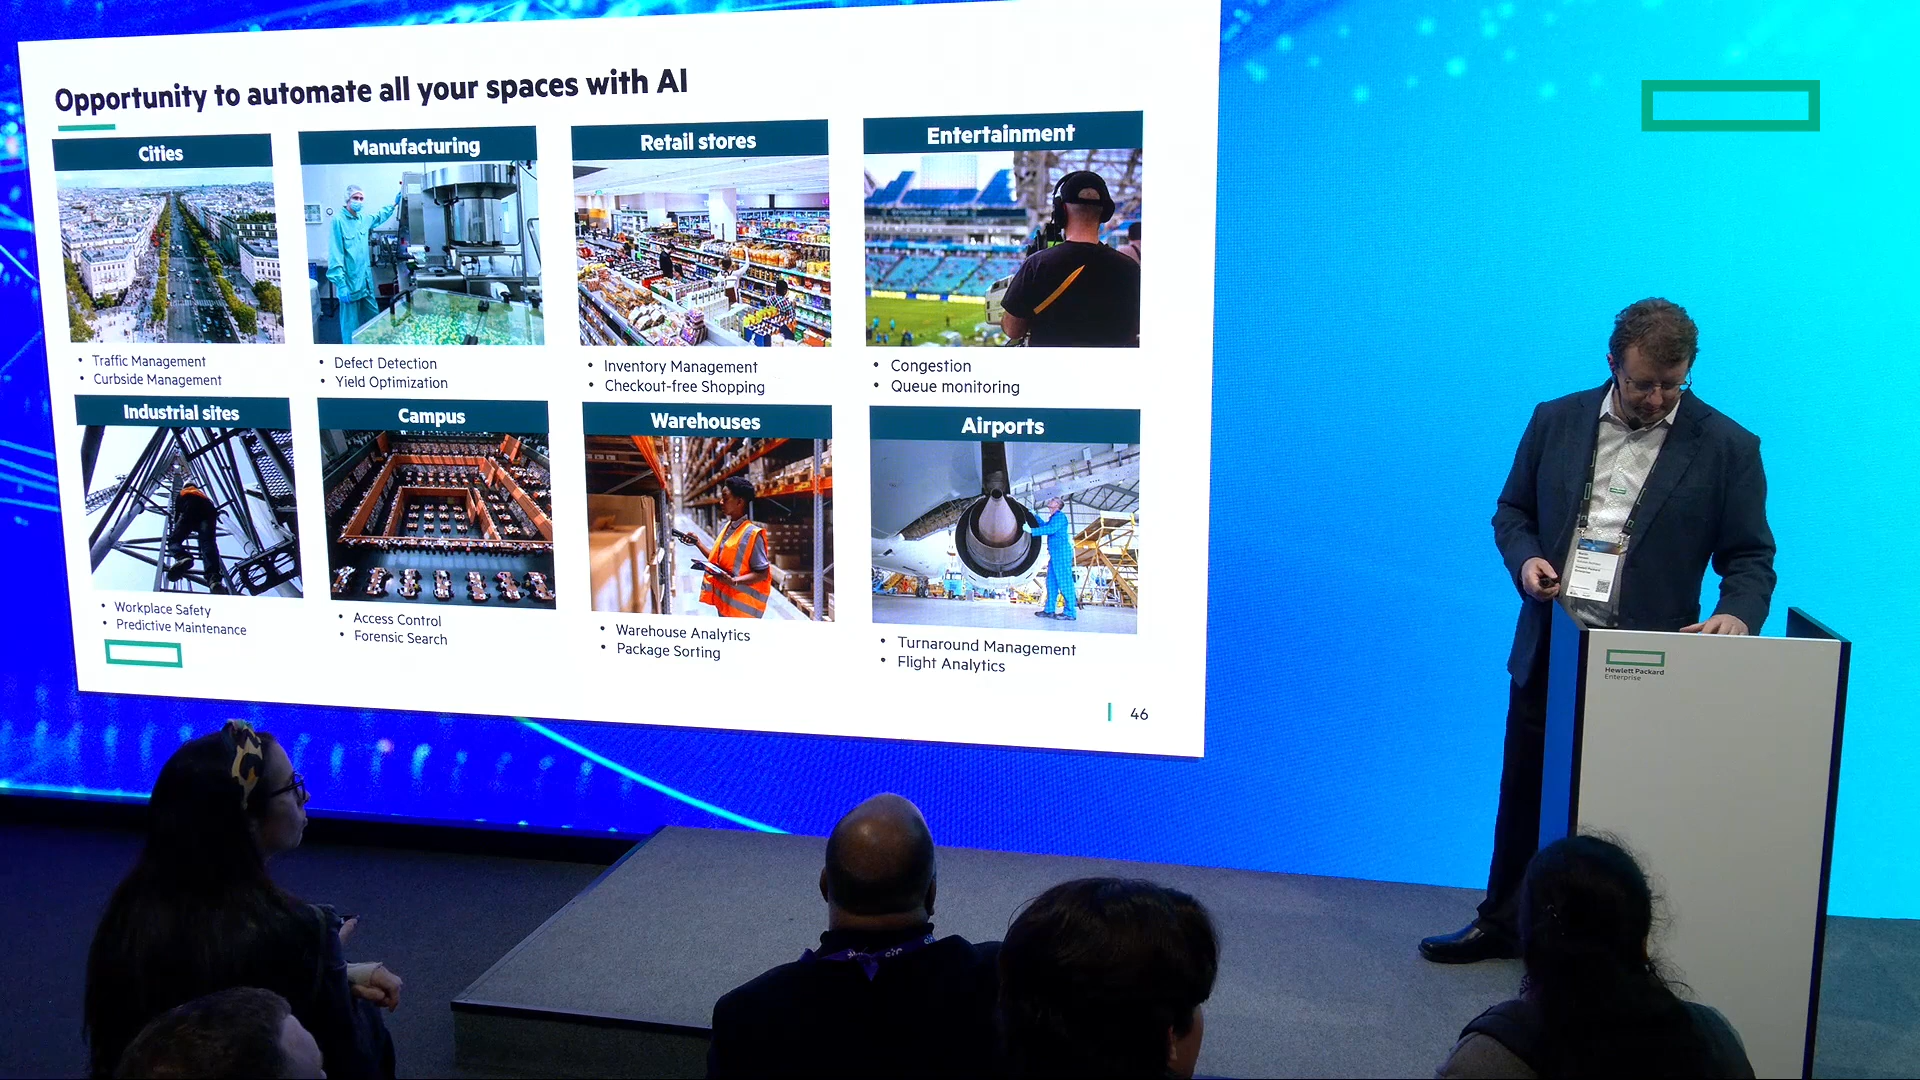 Opportunity to automate all your spaces with AI
Cities
• Traffic Management
• Curbside Management
Manufacturing
• Defect Detection
• Yield Optimization
Retail stores
• Inventory Management
• Checkout-free Shopping
Entertainment
• Congestion
• Queue monitoring
Industrial sites
• Workplace Safety
• Predictive Maintenance
Campus
• Access Control
• Forensic Search
Warehouses
• Warehouse Analytics
• Package Sorting
Airports
• Turnaround Management
• Flight Analytics
46
Hewlett Packard
Enterprise